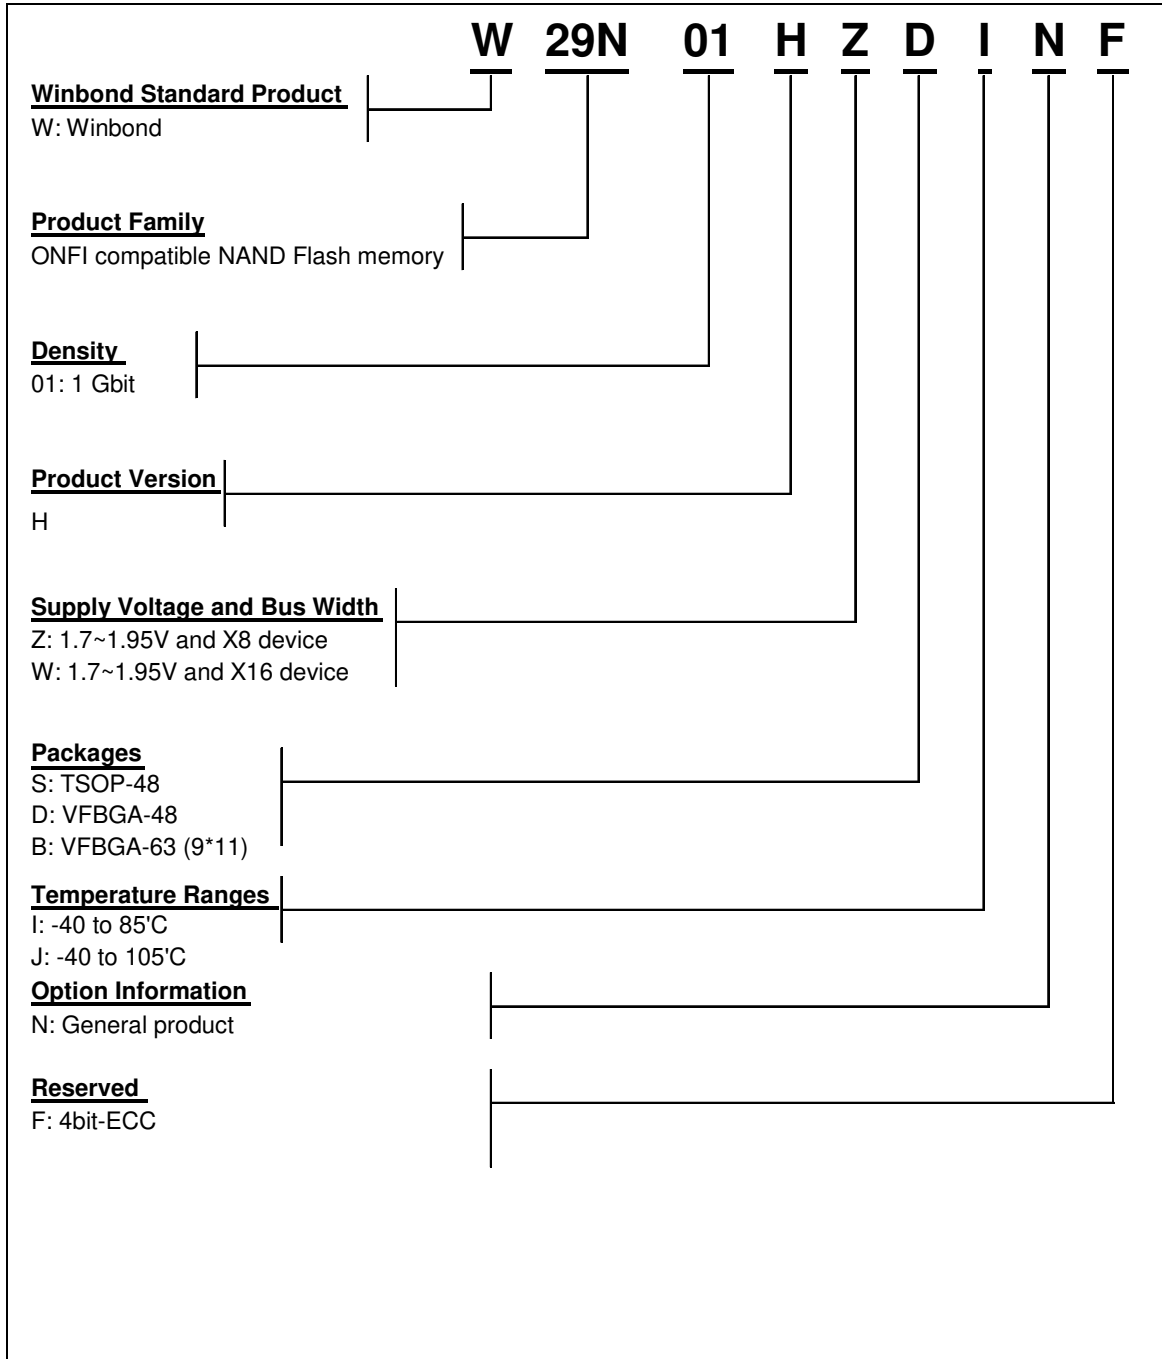 W 29N 01 H Z D I N F
Winbond Standard Product
W: Winbond
Product Family
ONFI compatible NAND Flash memory
Density
01: 1 Gbit
Product Version
H
Supply Voltage and Bus Width
Z: 1.7~1.95V and X8 device
W: 1.7~1.95V and X16 device
Packages
S: TSOP-48
D: VFBGA-48
B: VFBGA-63 (9*11)
Temperature Ranges
I: -40 to 85'C
J: -40 to 105'C
Option Information
N: General product
Reserved
F: 4bit-ECC